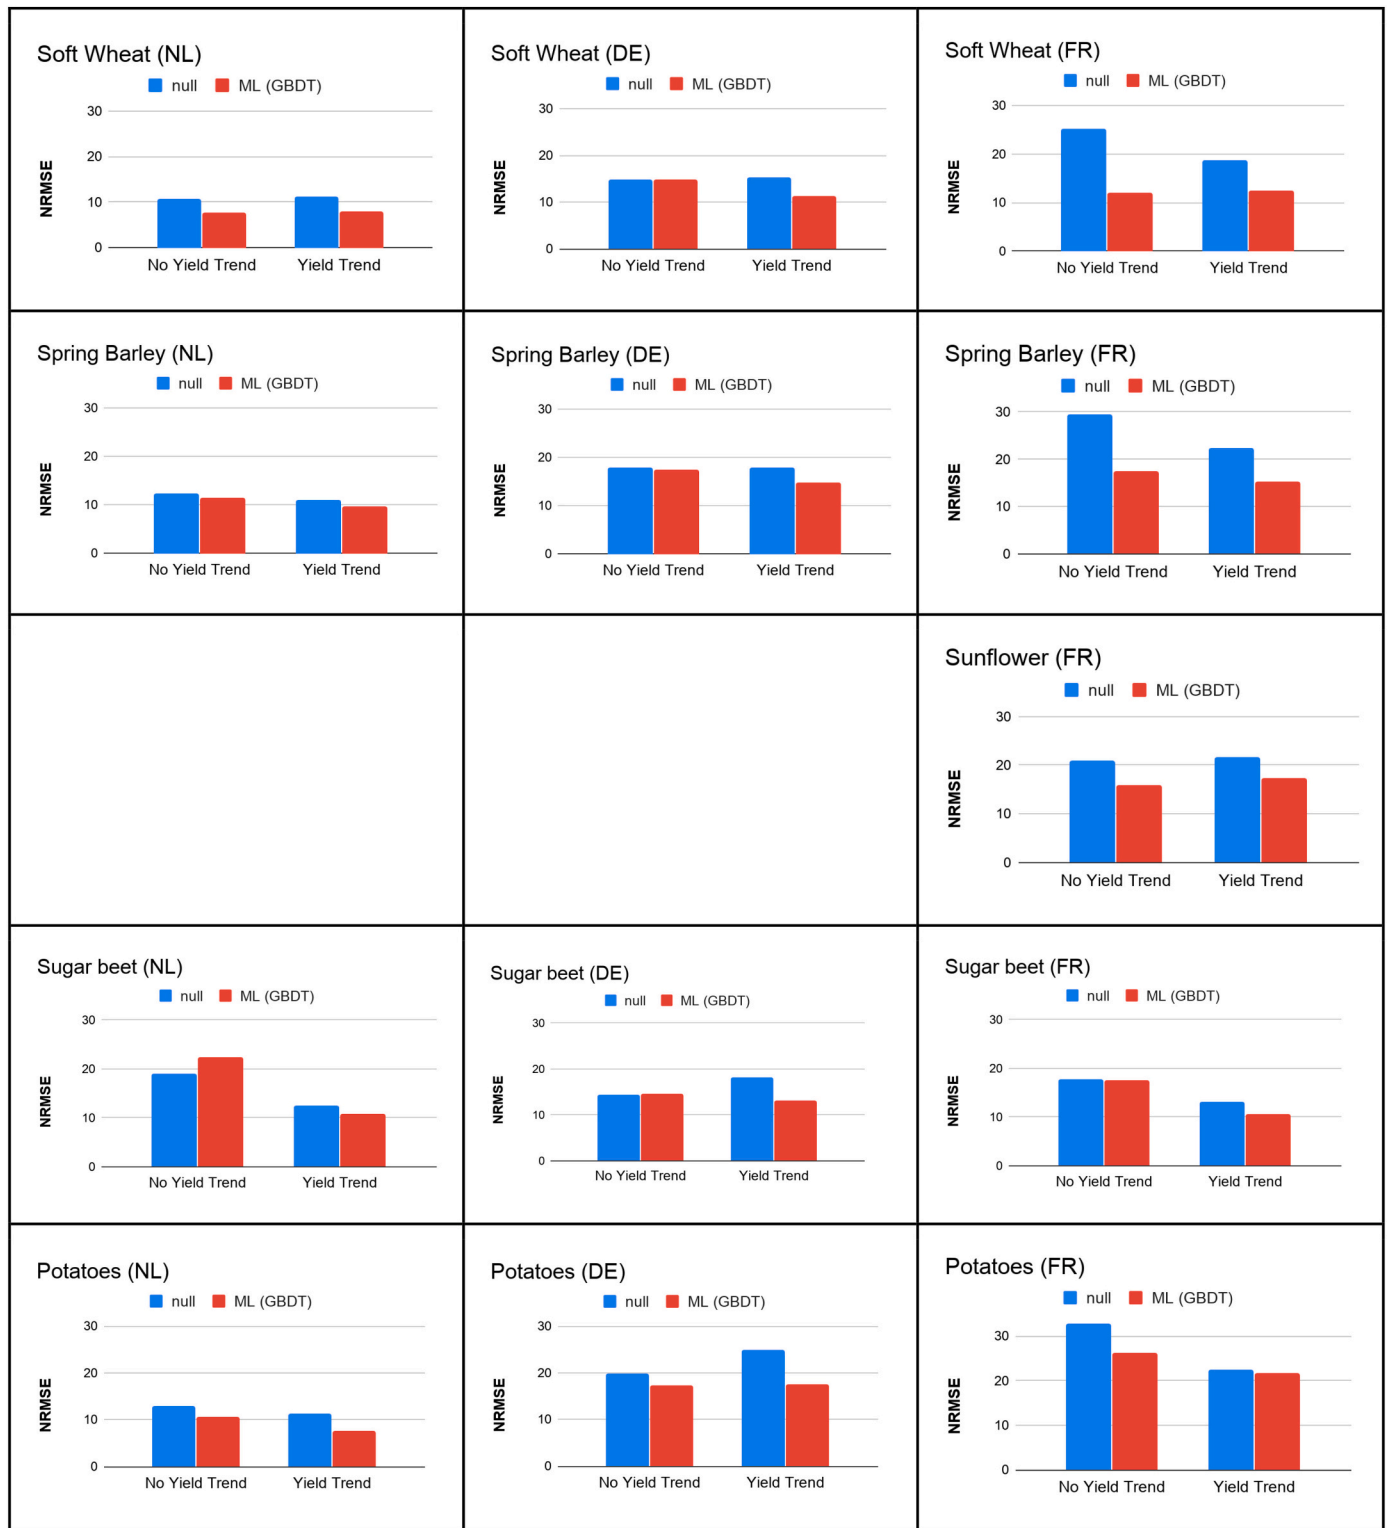 Soft Wheat (NL)
null ML (GBDT)
30
20
10
0
NRMSE
No Yield Trend Yield Trend
Soft Wheat (DE)
null ML (GBDT)
30
20
10
0
NRMSE
No Yield Trend Yield Trend
Soft Wheat (FR)
null ML (GBDT)
30
20
10
0
NRMSE
No Yield Trend Yield Trend
Spring Barley (NL)
null ML (GBDT)
30
20
10
0
NRMSE
No Yield Trend Yield Trend
Spring Barley (DE)
null ML (GBDT)
30
20
10
0
NRMSE
No Yield Trend Yield Trend
Spring Barley (FR)
null ML (GBDT)
30
20
10
0
NRMSE
No Yield Trend Yield Trend
Sunflower (FR)
null ML (GBDT)
30
20
10
0
NRMSE
No Yield Trend Yield Trend
Sugar beet (NL)
null ML (GBDT)
30
20
10
0
NRMSE
No Yield Trend Yield Trend
Sugar beet (DE)
null ML (GBDT)
30
20
10
0
NRMSE
No Yield Trend Yield Trend
Sugar beet (FR)
null ML (GBDT)
30
20
10
0
NRMSE
No Yield Trend Yield Trend
Potatoes (NL)
null ML (GBDT)
30
20
10
0
NRMSE
No Yield Trend Yield Trend
Potatoes (DE)
null ML (GBDT)
30
20
10
0
NRMSE
No Yield Trend Yield Trend
Potatoes (FR)
null ML (GBDT)
30
20
10
0
NRMSE
No Yield Trend Yield Trend